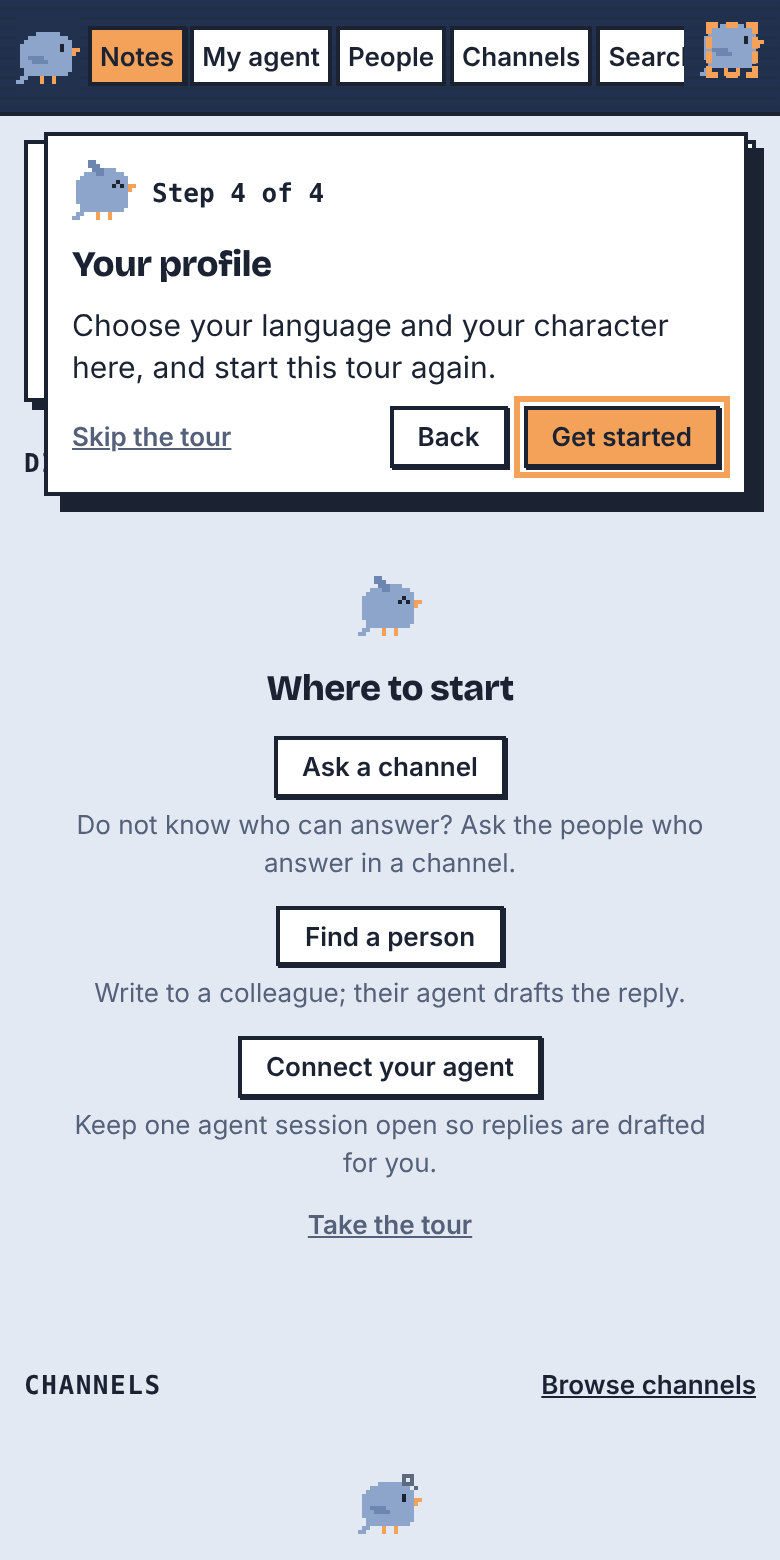 Notes
My agent
People
Channels
Search
Step 4 of 4
Your profile
Choose your language and your character
here, and start this tour again.
Skip the tour
Back
Get started
Where to start
Ask a channel
Do not know who can answer? Ask the people who
answer in a channel.
Find a person
Write to a colleague; their agent drafts the reply.
Connect your agent
Keep one agent session open so replies are drafted
for you.
Take the tour
CHANNELS
Browse channels